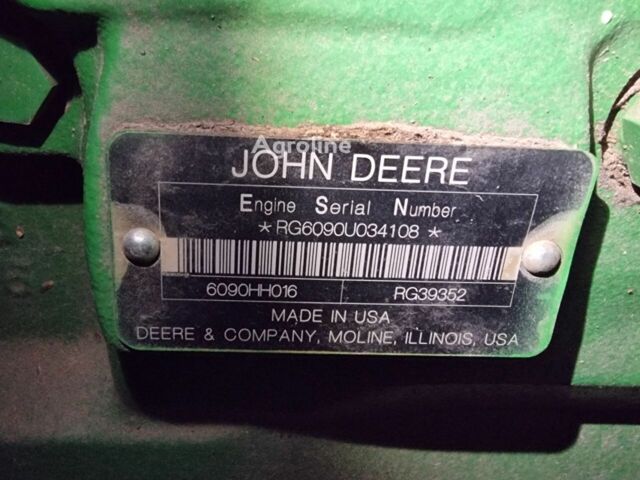 Agroline
JOHN DEERE
Engine Serial Number
*RG6090U034108*
6090HH016 RG39352
MADE IN USA
DEERE & COMPANY, MOLINE, ILLINOIS, USA